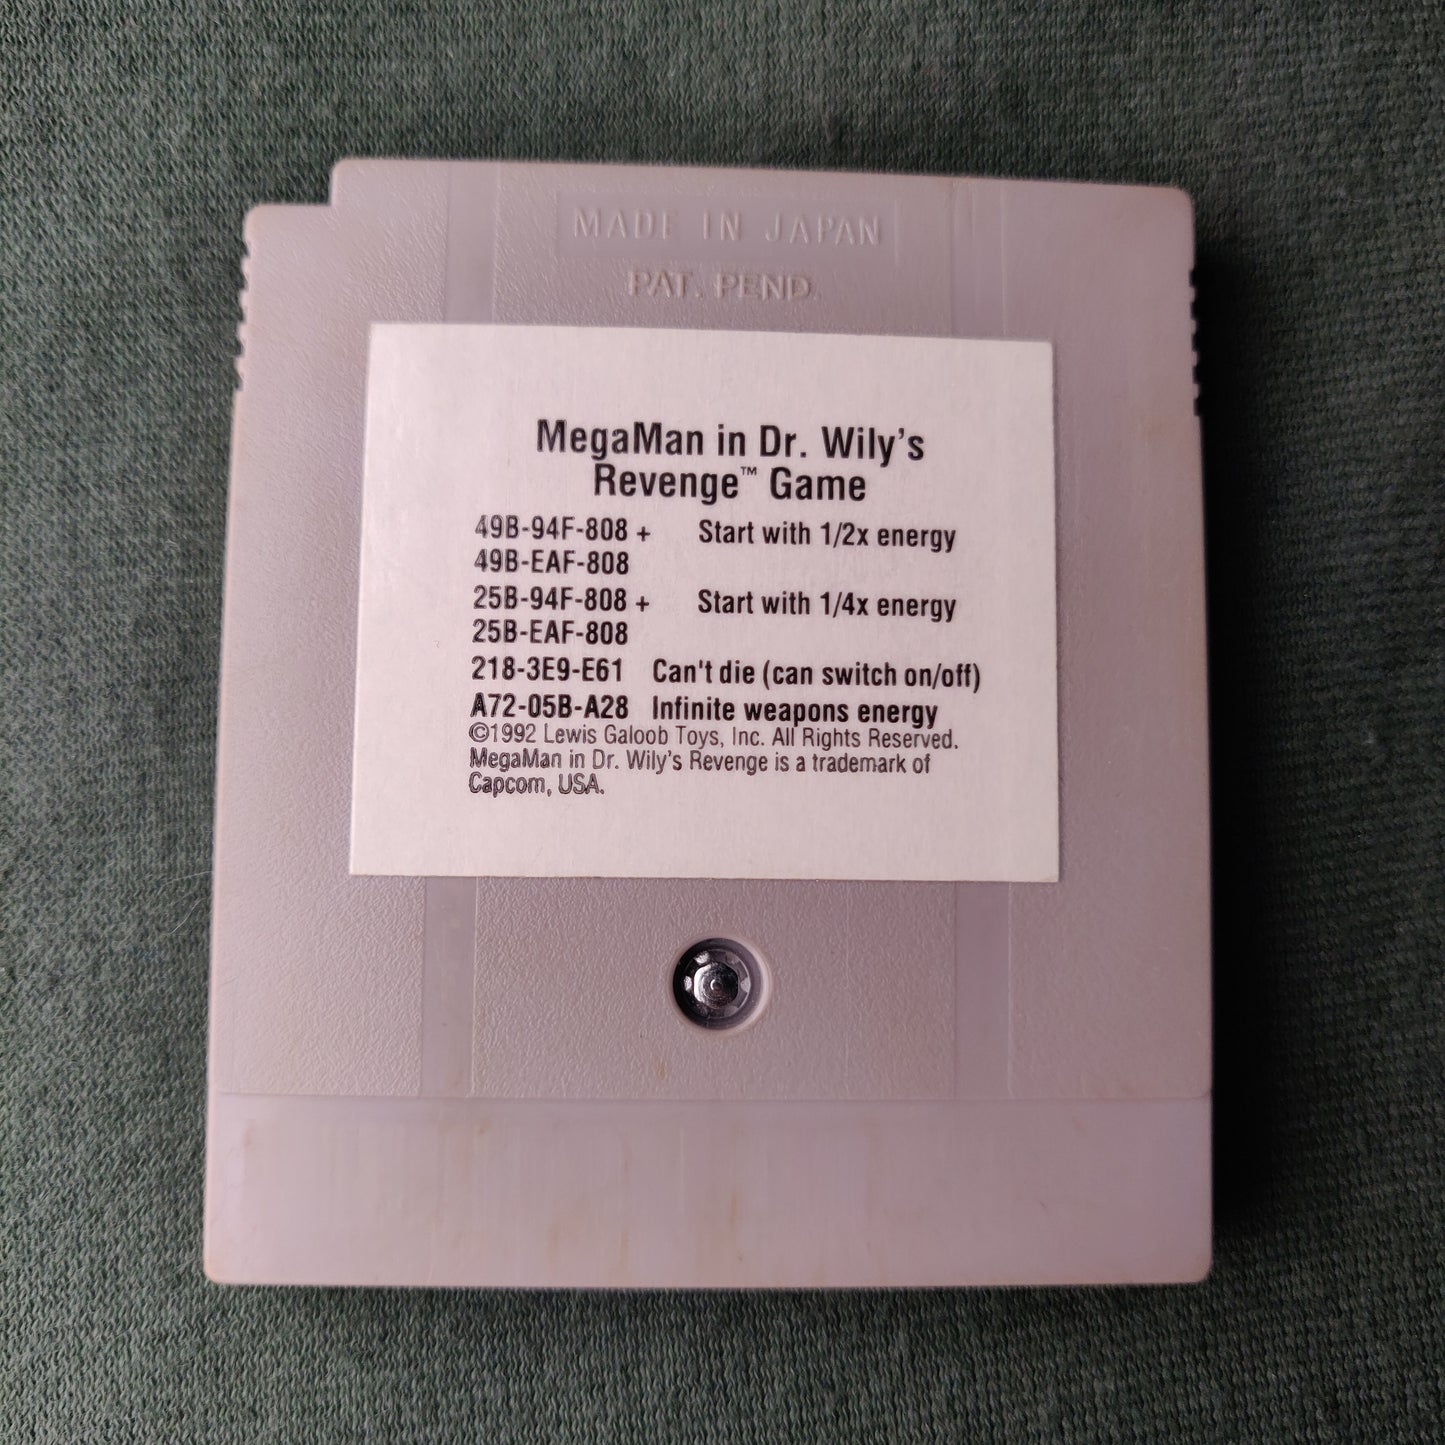 MADE IN JAPAN
PAT. PEND.
MegaMan in Dr. Wily's
Revenge™ Game
49B-94F-808 + Start with 1/2x energy
49B-EAF-808
25B-94F-808 + Start with 1/4x energy
25B-EAF-808
218-3E9-E61 Can't die (can switch on/off)
A72-05B-A28 Infinite weapons energy
©1992 Lewis Galoob Toys, Inc. All Rights Reserved.
MegaMan in Dr. Wily's Revenge is a trademark of
Capcom, USA.